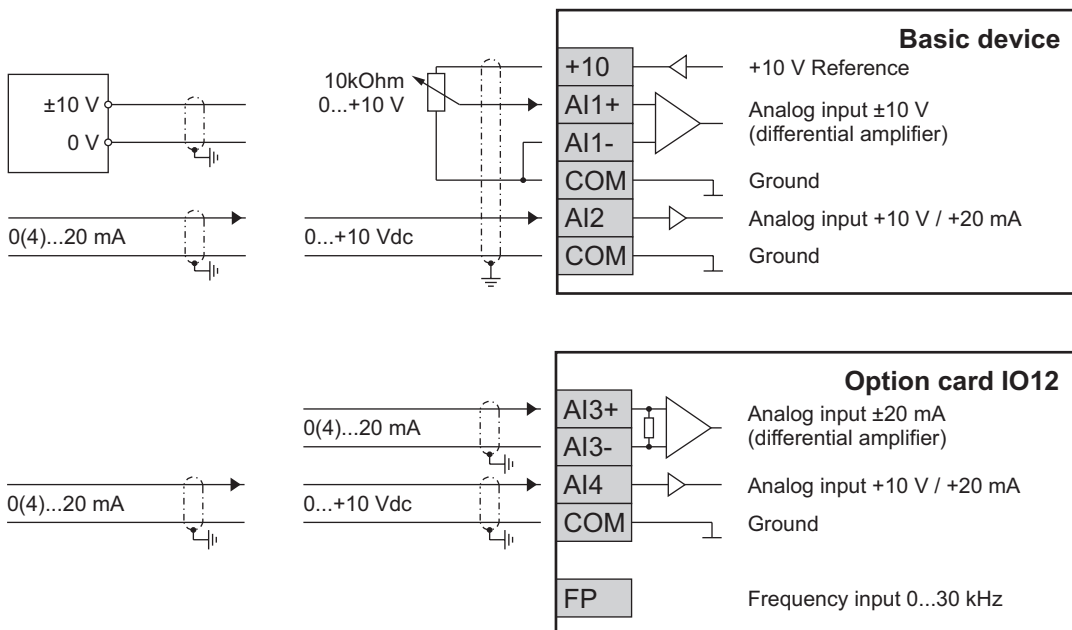 Basic device
+10
+10 V Reference
10kOhm
0...+10 V
±10 V
0 V
AI1+
Analog input ±10 V
(differential amplifier)
AI1-
COM
Ground
0(4)...20 mA
0...+10 Vdc
AI2
Analog input +10 V / +20 mA
COM
Ground
Option card IO12
0(4)...20 mA
AI3+
Analog input ±20 mA
(differential amplifier)
AI3-
0(4)...20 mA
0...+10 Vdc
AI4
Analog input +10 V / +20 mA
COM
Ground
FP
Frequency input 0...30 kHz